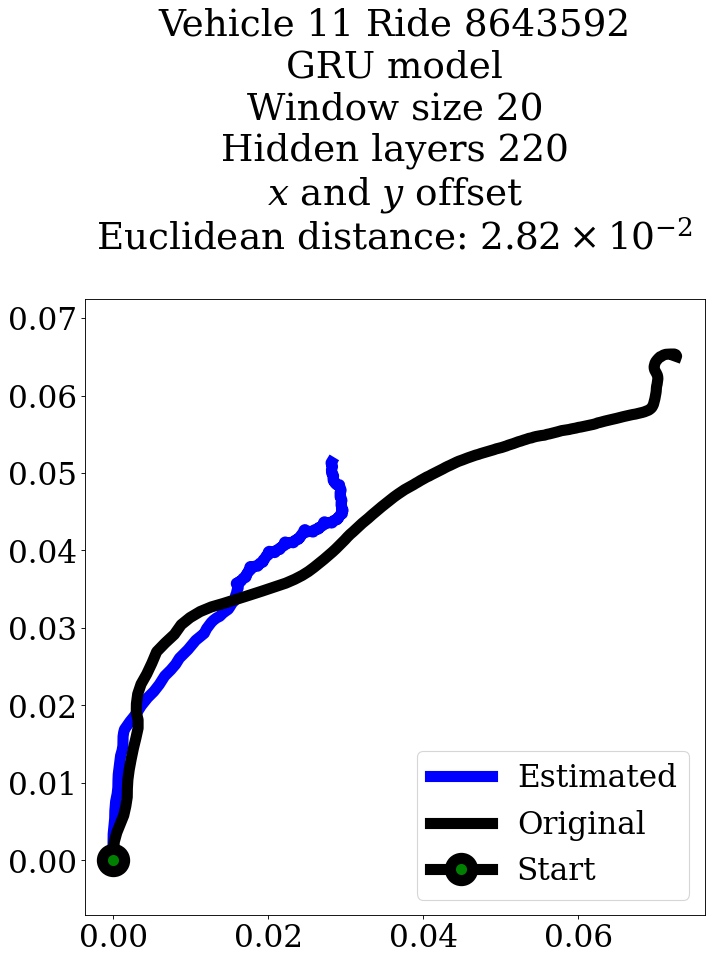 Vehicle 11 Ride 8643592
GRU model
Window size 20
Hidden layers 220
x and y offset
Euclidean distance: 2.82 × 10⁻²
0.07
0.06
0.05
0.04
0.03
0.02
0.01
0.00
Estimated
Original
Start
0.00 0.02 0.04 0.06